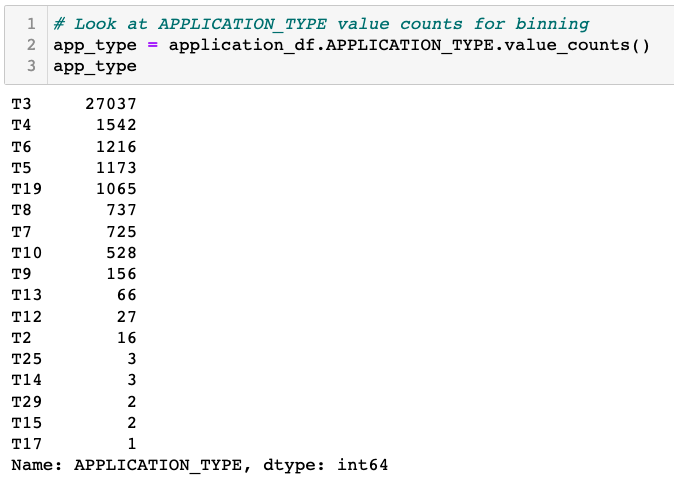 1 # Look at APPLICATION_TYPE value counts for binning
2 app_type = application_df.APPLICATION_TYPE.value_counts()
3 app_type
T3 27037
T4 1542
T6 1216
T5 1173
T19 1065
T8 737
T7 725
T10 528
T9 156
T13 66
T12 27
T2 16
T25 3
T14 3
T29 2
T15 2
T17 1
Name: APPLICATION_TYPE, dtype: int64